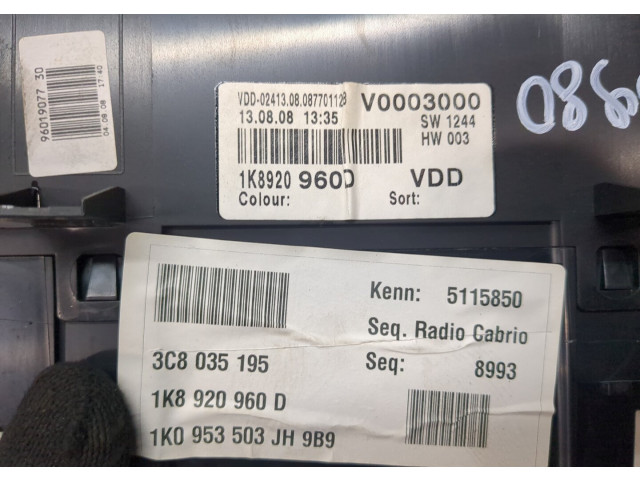 96019077 30
04.08.08 17:40
VDD-02413.08.087701128
V0003000
13.08.08 13:35
SW 1244
HW 003
1K8920 960D
VDD
Colour:
Sort:
086
Kenn: 5115850
Seq. Radio Cabrio
3C8 035 195
Seq: 8993
1K8 920 960 D
1K0 953 503 JH 9B9